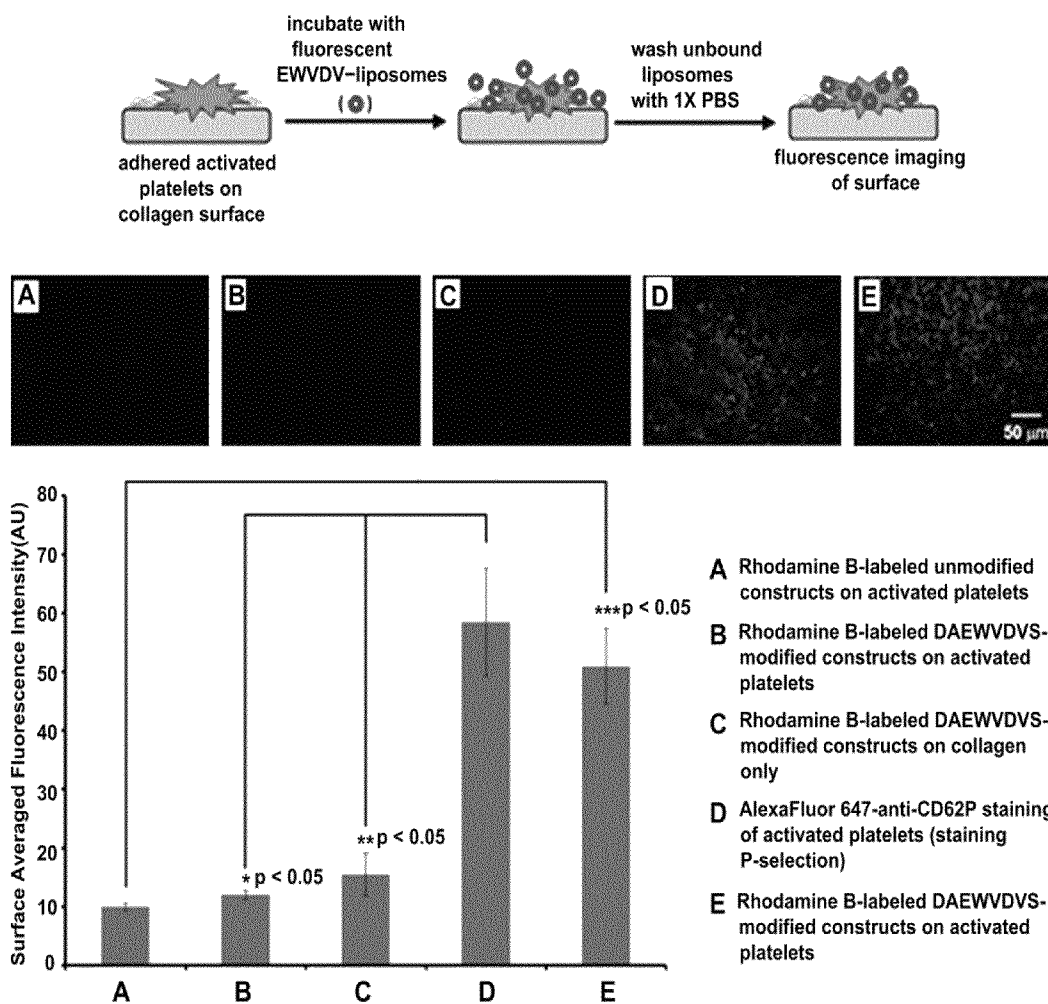 incubate with
fluorescent
EWVDV–liposomes
( )
wash unbound
liposomes
with 1X PBS
adhered activated
platelets on
collagen surface
fluorescence imaging
of surface
A
B
C
D
E
50 μm
Surface Averaged Fluorescence Intensity(AU)
80
70
60
50
40
30
20
10
0
* p < 0.05
** p < 0.05
***p < 0.05
A
B
C
D
E
A Rhodamine B-labeled unmodified
constructs on activated platelets
B Rhodamine B-labeled DAEWVDVS-
modified constructs on activated
platelets
C Rhodamine B-labeled DAEWVDVS-
modified constructs on collagen
only
D AlexaFluor 647-anti-CD62P staining
of activated platelets (staining
P-selection)
E Rhodamine B-labeled DAEWVDVS-
modified constructs on activated
platelets